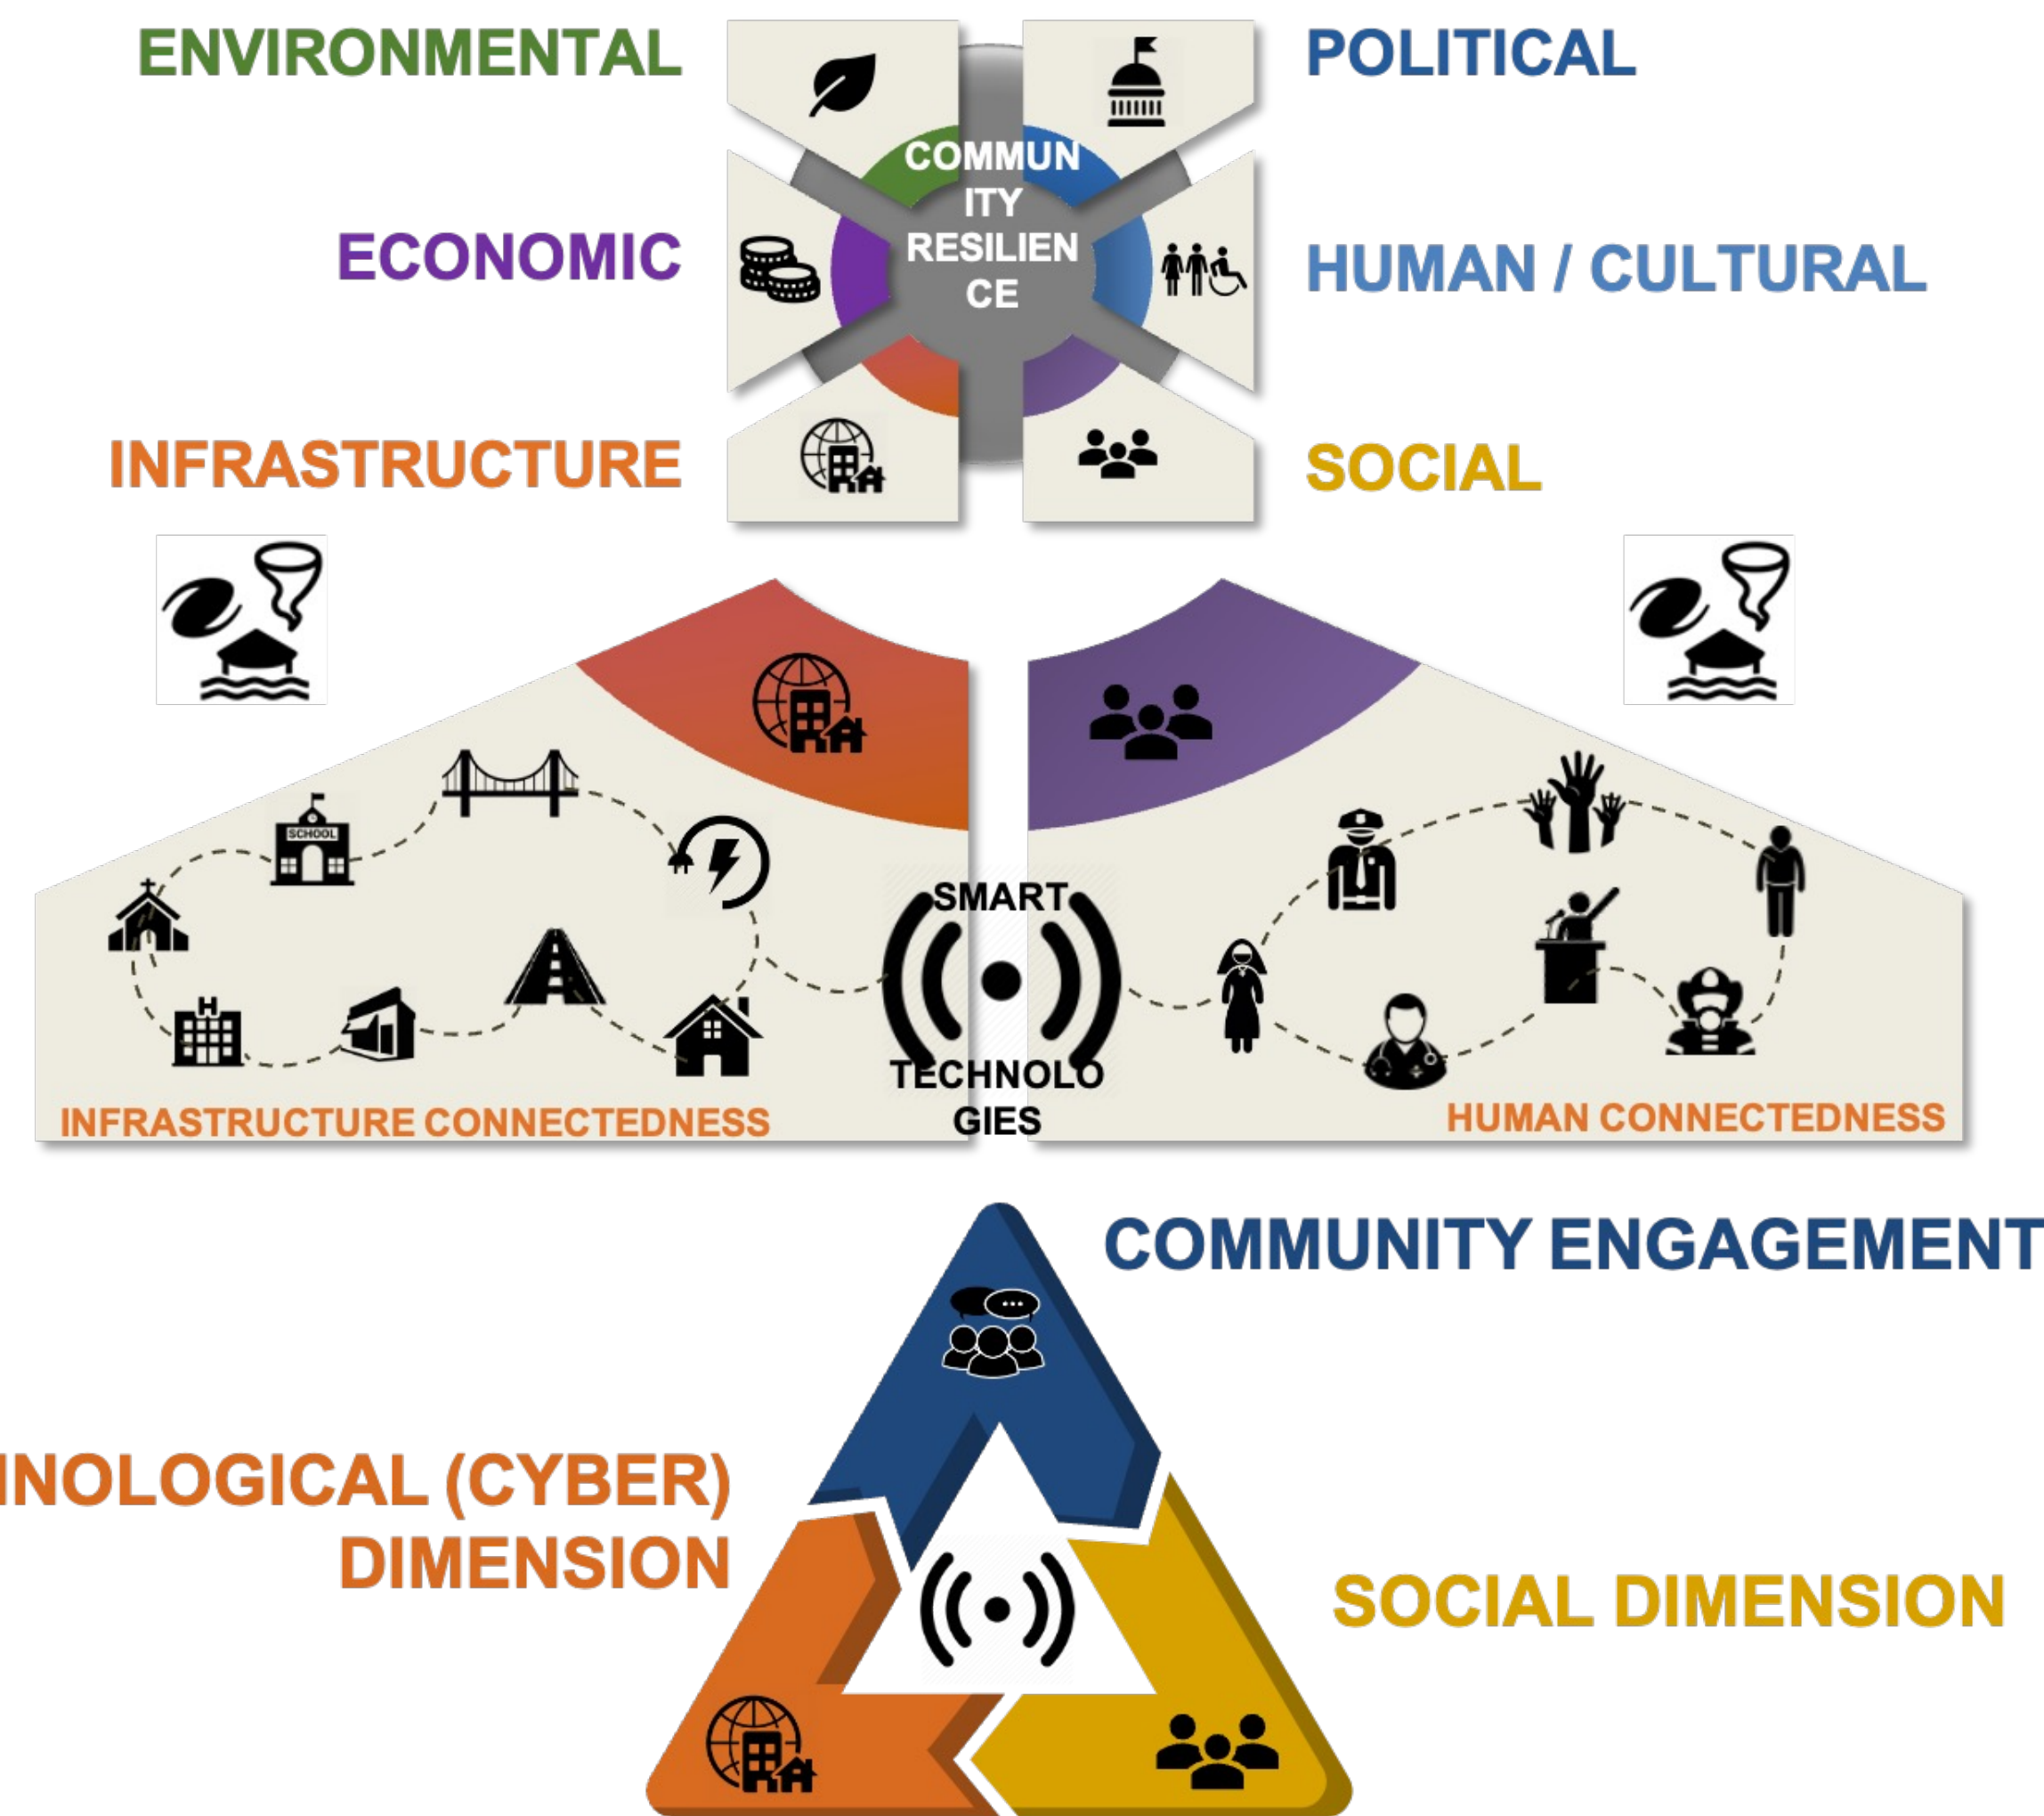 ENVIRONMENTAL
POLITICAL
COMMUN
ITY
RESILIEN
CE
ECONOMIC
HUMAN / CULTURAL
INFRASTRUCTURE
SOCIAL
SCHOOL
H
SMART
TECHNOLO
GIES
INFRASTRUCTURE CONNECTEDNESS
HUMAN CONNECTEDNESS
COMMUNITY ENGAGEMENT
NOLOGICAL (CYBER)
DIMENSION
SOCIAL DIMENSION